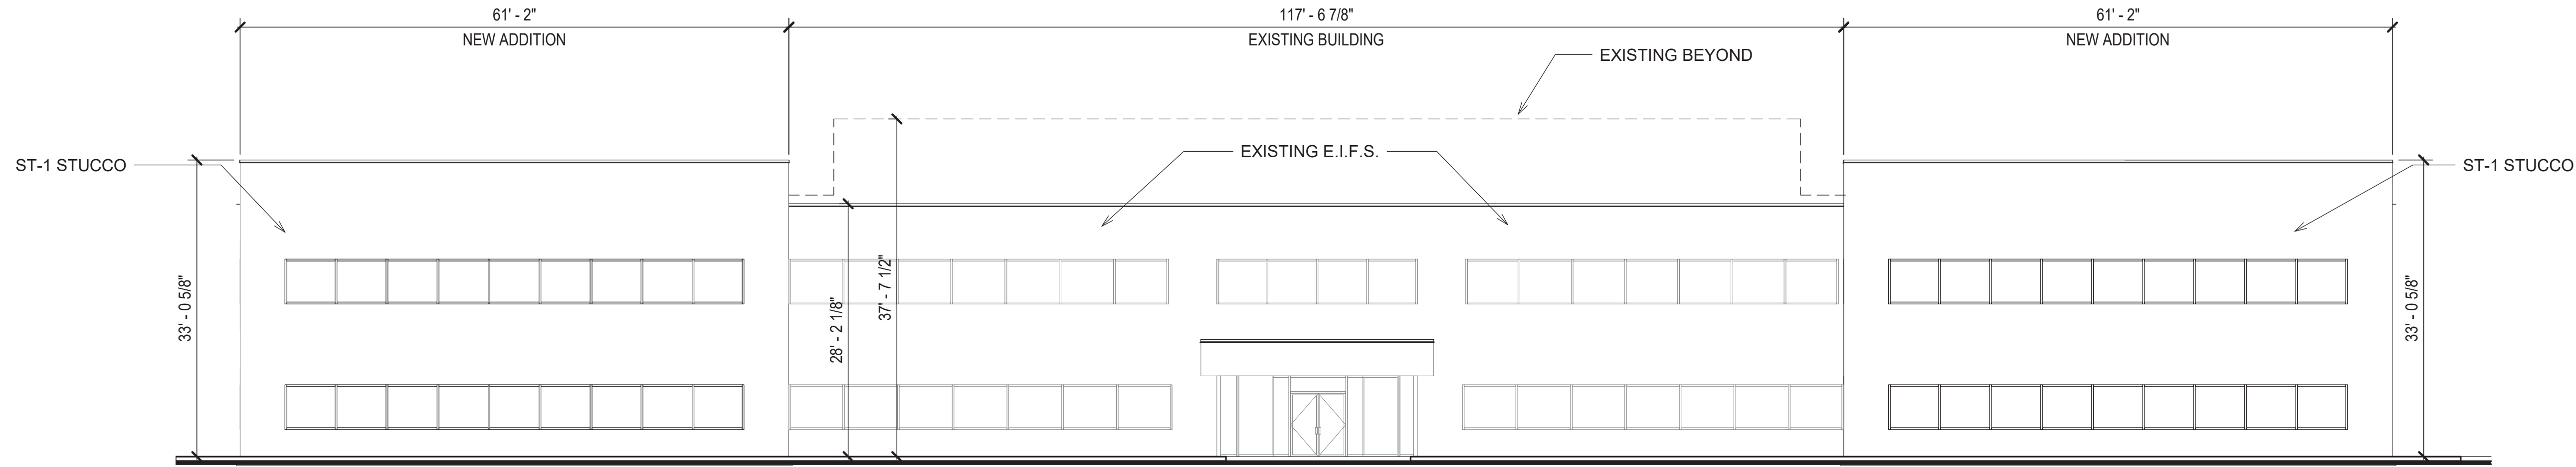 61' - 2"
117' - 6 7/8"
61' - 2"
NEW ADDITION
EXISTING BUILDING
NEW ADDITION
EXISTING BEYOND
EXISTING E.I.F.S.
ST-1 STUCCO
ST-1 STUCCO
33' - 0 5/8"
28' - 2 1/8"
37' - 7 1/2"
33' - 0 5/8"